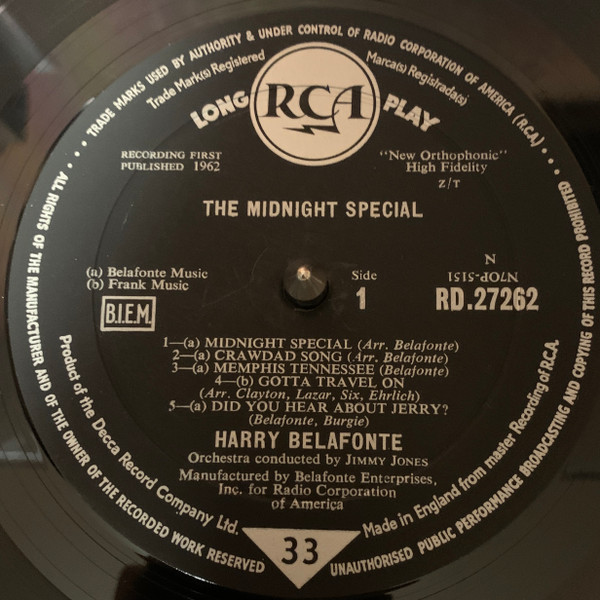 TRADE MARKS USED BY AUTHORITY & UNDER CONTROL OF RADIO CORPORATION OF AMERICA (R.C.A.)
Trade Mark(s) Registered
Marca(s) Registrada(s)
LONG RCA PLAY
RECORDING FIRST
PUBLISHED 1962
"New Orthophonic"
High Fidelity
Z/T
THE MIDNIGHT SPECIAL
(a) Belafonte Music
(b) Frank Music
B.I.E.M.
Side
1
N
N7OP-5151
RD.27262
1—(a) MIDNIGHT SPECIAL (Arr. Belafonte)
2—(a) CRAWDAD SONG (Arr. Belafonte)
3—(a) MEMPHIS TENNESSEE (Belafonte)
4—(b) GOTTA TRAVEL ON
(Arr. Clayton, Lazar, Six, Ehrlich)
5—(a) DID YOU HEAR ABOUT JERRY?
(Belafonte, Burgie)
HARRY BELAFONTE
Orchestra conducted by JIMMY JONES
Manufactured by Belafonte Enterprises,
Inc. for Radio Corporation
of America
Product of the Decca Record Company Ltd.
Made in England from master Recording of R.C.A.
33
ALL RIGHTS OF THE MANUFACTURER AND OF THE OWNER OF THE RECORDED WORK RESERVED
UNAUTHORISED PUBLIC PERFORMANCE BROADCASTING AND COPYING OF THIS RECORD PROHIBITED